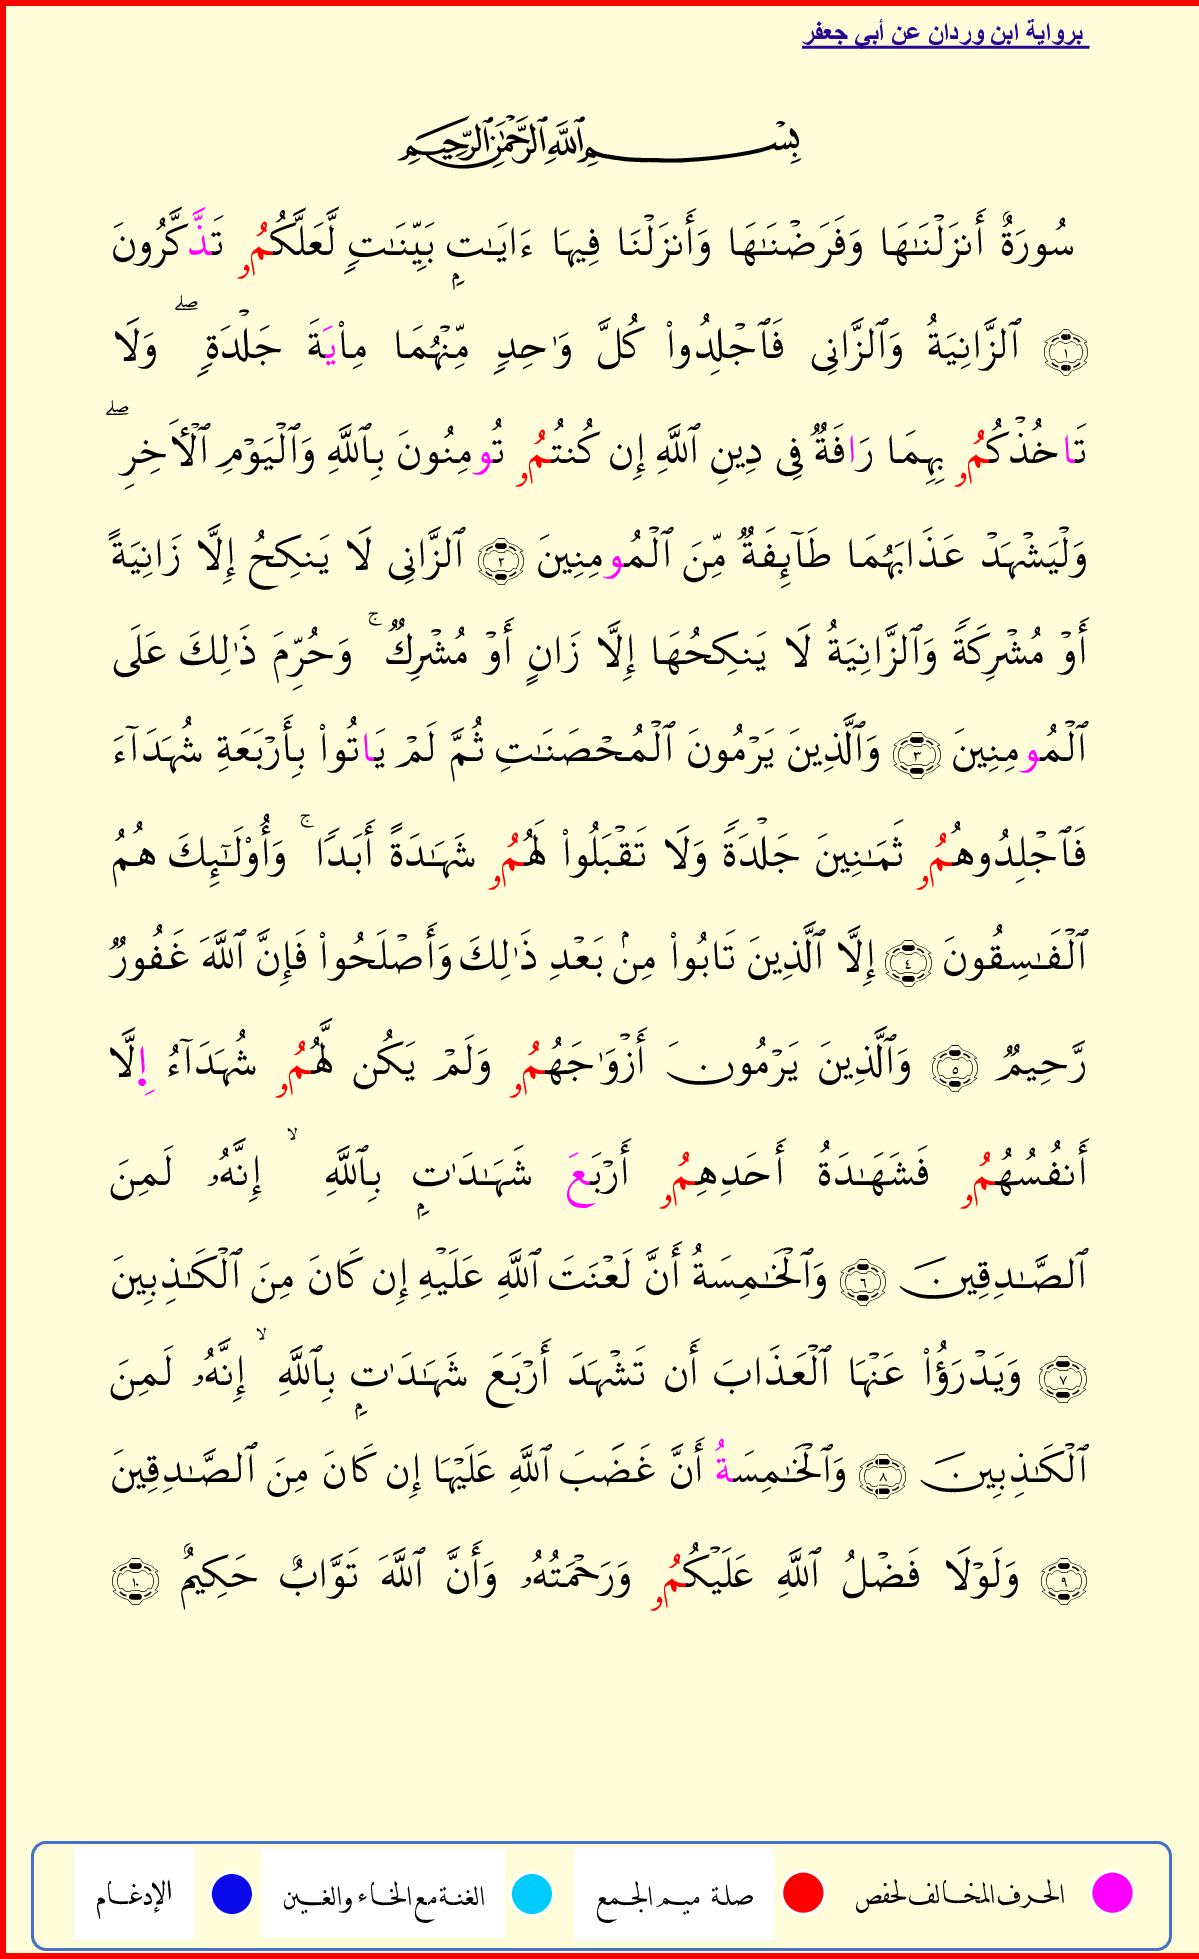 برواية ابن وردان عن أبي جعفر
بِسْمِ ٱللَّهِ ٱلرَّحْمَٰنِ ٱلرَّحِيمِ
سُورَةٌ أَنزَلْنَـٰهَا وَفَرَضْنَـٰهَا وَأَنزَلْنَا فِيهَا ءَايَـٰتٍۭ بَيِّنَـٰتٍ لَّعَلَّكُمُۥ تَذَّكَّرُونَ
١ ٱلزَّانِيَةُ وَٱلزَّانِى فَٱجْلِدُوا۟ كُلَّ وَٰحِدٍ مِّنْهُمَا مِا۟يَةَ جَلْدَةٍ ۖ وَلَا
تَاخُذْكُمُۥ بِهِمَا رَافَةٌ فِى دِينِ ٱللَّهِ إِن كُنتُمُۥ تُومِنُونَ بِٱللَّهِ وَٱلْيَوْمِ ٱلْـَٔاخِرِ ۖ
وَلْيَشْهَدْ عَذَابَهُمَا طَآئِفَةٌ مِّنَ ٱلْمُومِنِينَ ٢ ٱلزَّانِى لَا يَنكِحُ إِلَّا زَانِيَةً
أَوْ مُشْرِكَةً وَٱلزَّانِيَةُ لَا يَنكِحُهَا إِلَّا زَانٍ أَوْ مُشْرِكٌ ۚ وَحُرِّمَ ذَٰلِكَ عَلَى
ٱلْمُومِنِينَ ٣ وَٱلَّذِينَ يَرْمُونَ ٱلْمُحْصَنَـٰتِ ثُمَّ لَمْ يَاتُوا۟ بِأَرْبَعَةِ شُهَدَآءَ
فَٱجْلِدُوهُمُۥ ثَمَـٰنِينَ جَلْدَةً وَلَا تَقْبَلُوا۟ لَهُمُۥ شَهَـٰدَةً أَبَدًا ۚ وَأُو۟لَـٰٓئِكَ هُمُ
ٱلْفَـٰسِقُونَ ٤ إِلَّا ٱلَّذِينَ تَابُوا۟ مِنۢ بَعْدِ ذَٰلِكَ وَأَصْلَحُوا۟ فَإِنَّ ٱللَّهَ غَفُورٌ
رَّحِيمٌ ٥ وَٱلَّذِينَ يَرْمُونَ أَزْوَٰجَهُمُۥ وَلَمْ يَكُن لَّهُمُۥ شُهَدَآءُ اِلَّا
أَنفُسُهُمُۥ فَشَهَـٰدَةُ أَحَدِهِمُۥ أَرْبَعَ شَهَـٰدَٰتٍۭ بِٱللَّهِ ۙ إِنَّهُۥ لَمِنَ
ٱلصَّـٰدِقِينَ ٦ وَٱلْخَـٰمِسَةُ أَنَّ لَعْنَتَ ٱللَّهِ عَلَيْهِ إِن كَانَ مِنَ ٱلْكَـٰذِبِينَ
٧ وَيَدْرَؤُا۟ عَنْهَا ٱلْعَذَابَ أَن تَشْهَدَ أَرْبَعَ شَهَـٰدَٰتٍۭ بِٱللَّهِ ۙ إِنَّهُۥ لَمِنَ
ٱلْكَـٰذِبِينَ ٨ وَٱلْخَـٰمِسَةُ أَنَّ غَضَبَ ٱللَّهِ عَلَيْهَا إِن كَانَ مِنَ ٱلصَّـٰدِقِينَ
٩ وَلَوْلَا فَضْلُ ٱللَّهِ عَلَيْكُمُۥ وَرَحْمَتُهُۥ وَأَنَّ ٱللَّهَ تَوَّابٌ حَكِيمٌ ١٠
الحرف المخالف لحفص صلة ميم الجمع الغنة مع الخاء والغين الإدغام